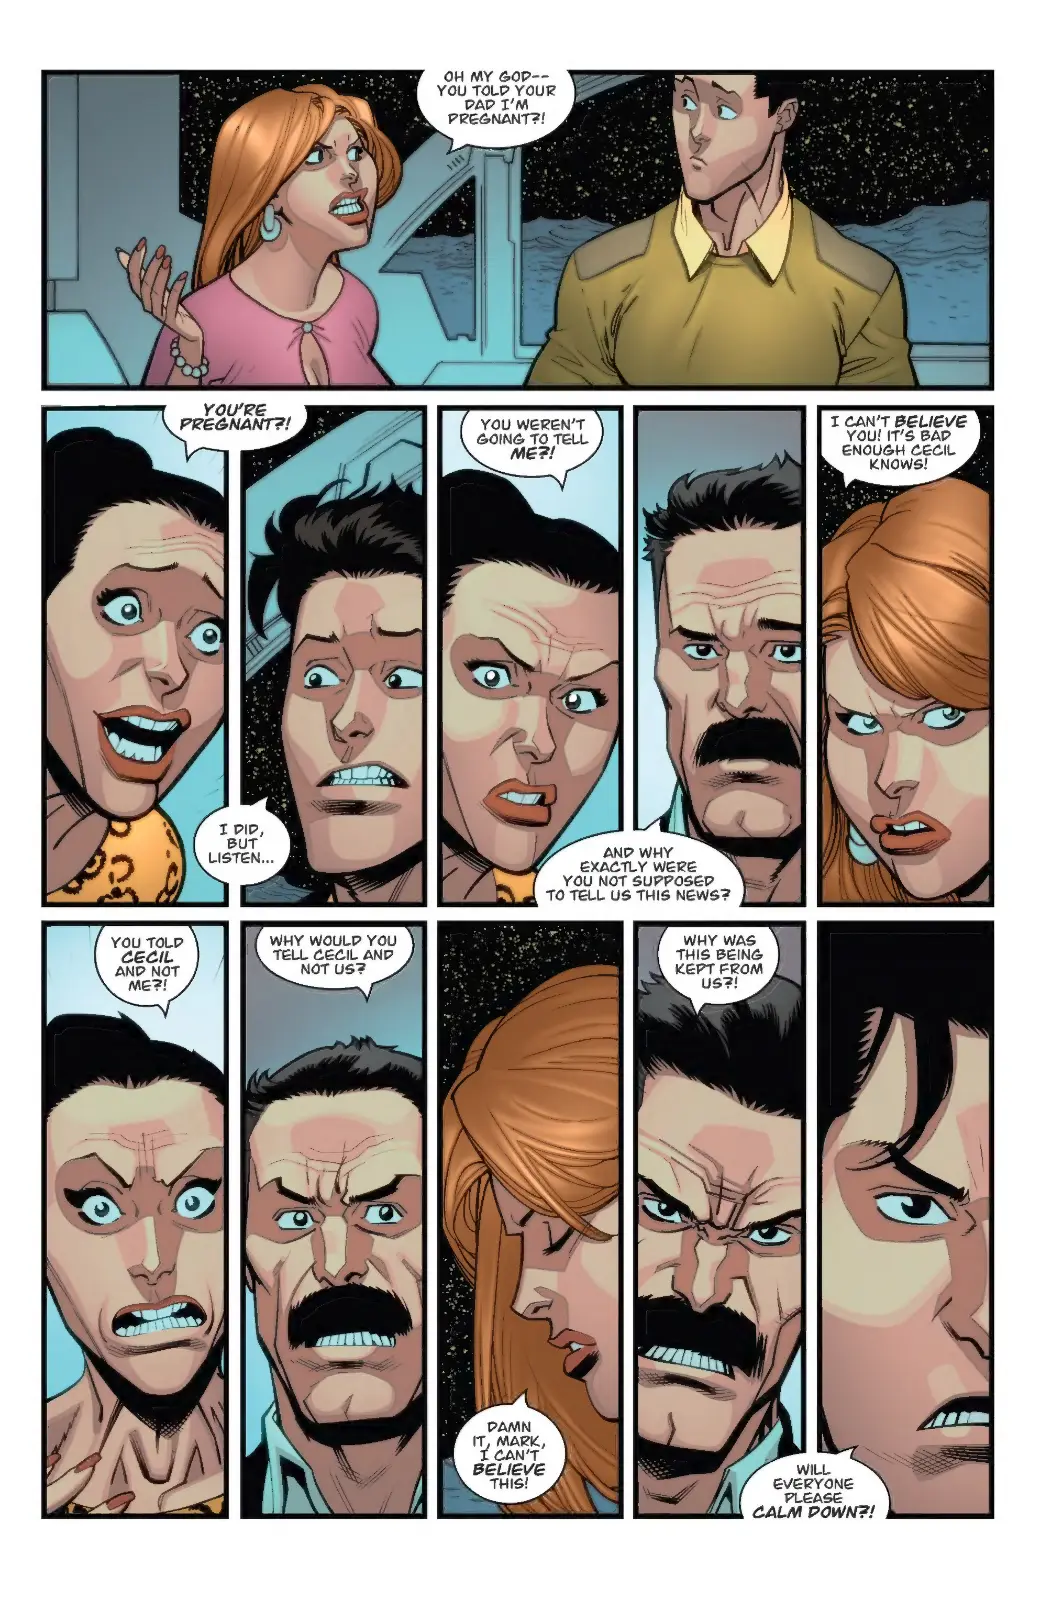 OH MY GOD--
YOU TOLD YOUR
DAD I'M
PREGNANT?!
YOU'RE
PREGNANT?!
I DID,
BUT
LISTEN...
YOU WEREN'T
GOING TO TELL
ME?!
AND WHY
EXACTLY WERE
YOU NOT SUPPOSED
TO TELL US THIS NEWS?
I CAN'T BELIEVE
YOU! IT'S BAD
ENOUGH CECIL
KNOWS!
YOU TOLD
CECIL
AND NOT
ME?!
WHY WOULD YOU
TELL CECIL AND
NOT US?
DAMN
IT, MARK,
I CAN'T
BELIEVE
THIS!
WHY WAS
THIS BEING
KEPT FROM
US?!
WILL
EVERYONE
PLEASE
CALM DOWN?!